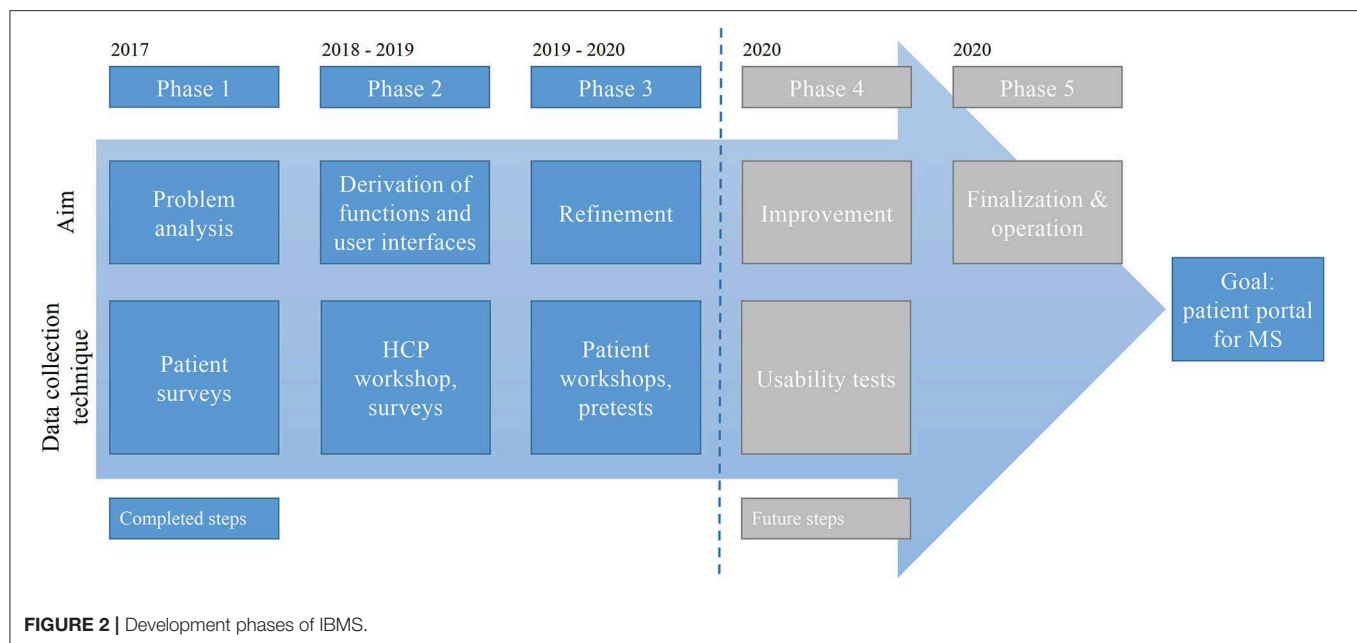 2017
2018 - 2019
2019 - 2020
2020
2020
Phase 1
Phase 2
Phase 3
Phase 4
Phase 5
Aim
Problem
analysis
Derivation of
functions and
user interfaces
Refinement
Improvement
Finalization &
operation
Data collection
technique
Patient
surveys
HCP
workshop,
surveys
Patient
workshops,
pretests
Usability tests
Goal:
patient portal
for MS
Completed steps
Future steps
FIGURE 2 | Development phases of IBMS.